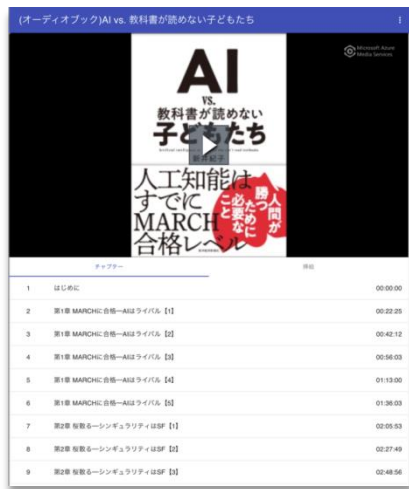 (オーディオブック)AI vs. 教科書が読めない子どもたち
Microsoft Azure
Media Services
AI
VS.
教科書が読めない
子どもたち
新井紀子
人工知能は
すでに
MARCH
合格レベル
人間が
勝つ
ために
必要な
こと
チャプター
1 はじめに 00:00:00
2 第1章 MARCHに合格―AIはライバル【1】 00:22:25
3 第1章 MARCHに合格―AIはライバル【2】 00:42:12
4 第1章 MARCHに合格―AIはライバル【3】 00:56:03
5 第1章 MARCHに合格―AIはライバル【4】 01:13:00
6 第1章 MARCHに合格―AIはライバル【5】 01:36:03
7 第2章 桜散る―シンギュラリティはSF【1】 02:05:53
8 第2章 桜散る―シンギュラリティはSF【2】 02:27:49
9 第2章 桜散る―シンギュラリティはSF【3】 02:48:56